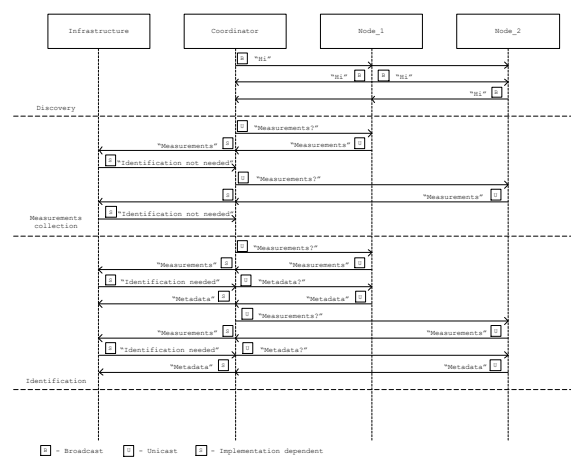 Infrastructure Coordinator Node_1 Node_2
B "Hi"
"Hi" B B "Hi"
"Hi" B
Discovery
U "Measurements?"
"Measurements" S "Measurements" U
S "Identification not needed"
U "Measurements?"
S "Measurements" U
S "Identification not needed"
Measurements
collection
U "Measurements?"
"Measurements" S "Measurements" U
S "Identification needed" U "Metadata?"
"Metadata" S "Metadata" U
U "Measurements?"
"Measurements" S "Measurements" U
S "Identification needed" U "Metadata?"
"Metadata" S "Metadata" U
Identification
B - Broadcast U - Unicast S - Implementation dependent